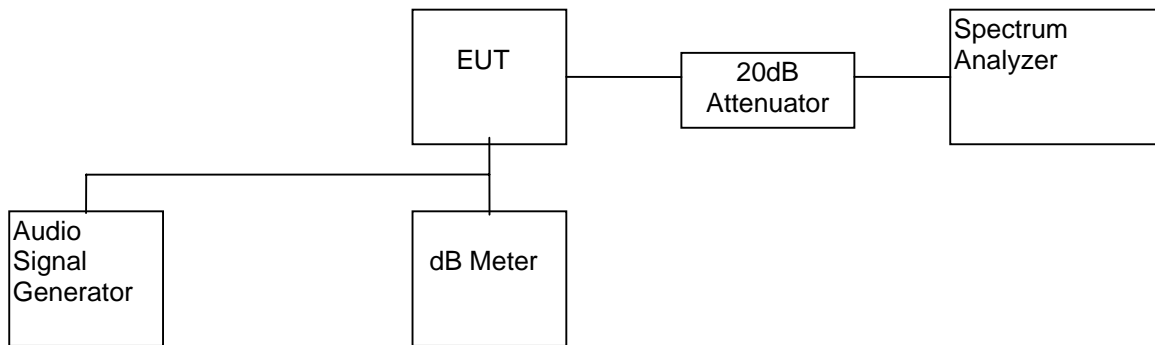 EUT
20dB
Attenuator
Spectrum
Analyzer
Audio
Signal
Generator
dB Meter